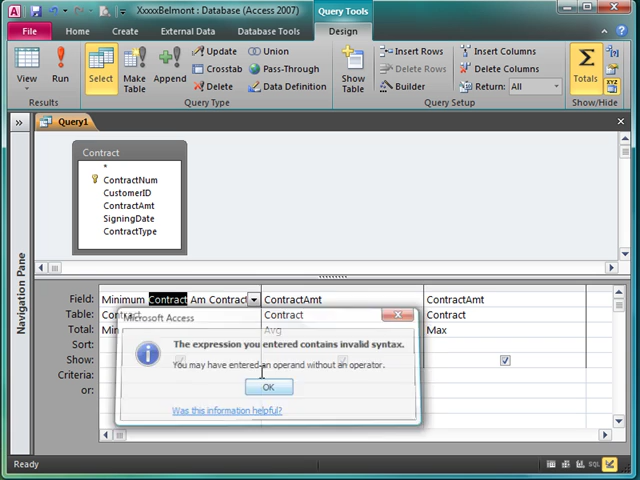 A XxxxxBelmont : Database (Access 2007) Query Tools
File Home Create External Data Database Tools Design
View Run Select Make Table Append Update Crosstab Delete Union Pass-Through Data Definition Show Table Insert Rows Delete Rows Builder Insert Columns Delete Columns Return: All Σ Totals XYZ
Results Query Type Query Setup Show/Hide
» Query1
Contract
*
ContractNum
CustomerID
ContractAmt
SigningDate
ContractType
Navigation Pane
Field: Minimum Contract Am Contract ContractAmt ContractAmt
Table: Contract Contract
Total: Avg Max
Sort:
Show:
Criteria:
or:
Microsoft Access
The expression you entered contains invalid syntax.
You may have entered an operand without an operator.
OK
Was this information helpful?
Ready SQL